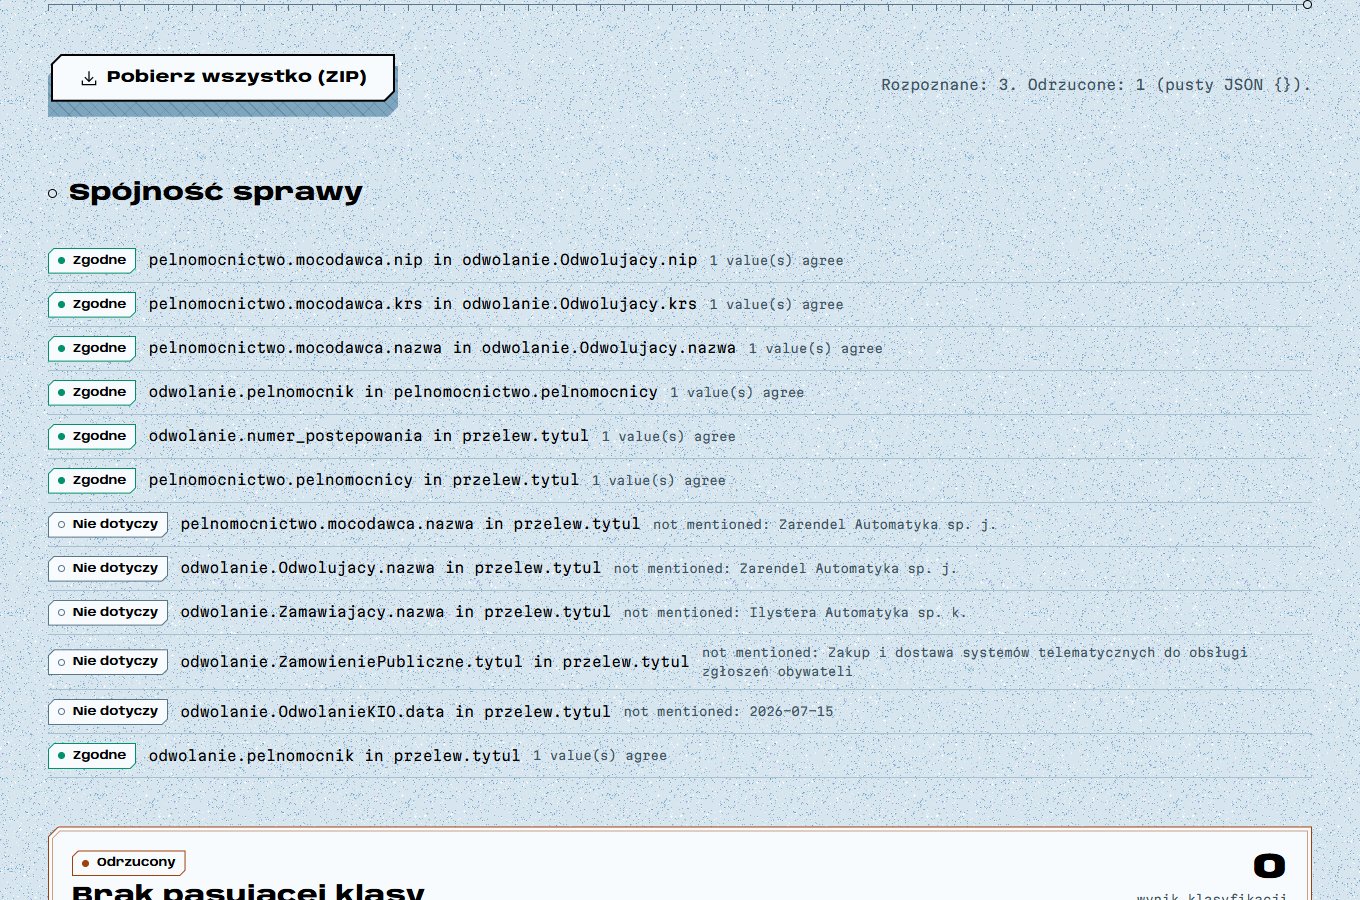 Pobierz wszystko (ZIP)
Rozpoznane: 3. Odrzucone: 1 (pusty JSON {}).
Spójność sprawy
Zgodne pelnomocnictwo.mocodawca.nip in odwolanie.Odwolujacy.nip 1 value(s) agree
Zgodne pelnomocnictwo.mocodawca.krs in odwolanie.Odwolujacy.krs 1 value(s) agree
Zgodne pelnomocnictwo.mocodawca.nazwa in odwolanie.Odwolujacy.nazwa 1 value(s) agree
Zgodne odwolanie.pelnomocnik in pelnomocnictwo.pelnomocnicy 1 value(s) agree
Zgodne odwolanie.numer_postepowania in przelew.tytul 1 value(s) agree
Zgodne pelnomocnictwo.pelnomocnicy in przelew.tytul 1 value(s) agree
Nie dotyczy pelnomocnictwo.mocodawca.nazwa in przelew.tytul not mentioned: Zarendel Automatyka sp. j.
Nie dotyczy odwolanie.Odwolujacy.nazwa in przelew.tytul not mentioned: Zarendel Automatyka sp. j.
Nie dotyczy odwolanie.Zamawiajacy.nazwa in przelew.tytul not mentioned: Ilystera Automatyka sp. k.
Nie dotyczy odwolanie.ZamowieniePubliczne.tytul in przelew.tytul not mentioned: Zakup i dostawa systemów telematycznych do obsługi
zgłoszeń obywateli
Nie dotyczy odwolanie.OdwolanieKIO.data in przelew.tytul not mentioned: 2026-07-15
Zgodne odwolanie.pelnomocnik in przelew.tytul 1 value(s) agree
Odrzucony
0
Brak pasującej klasy
wynik klasyfikacji